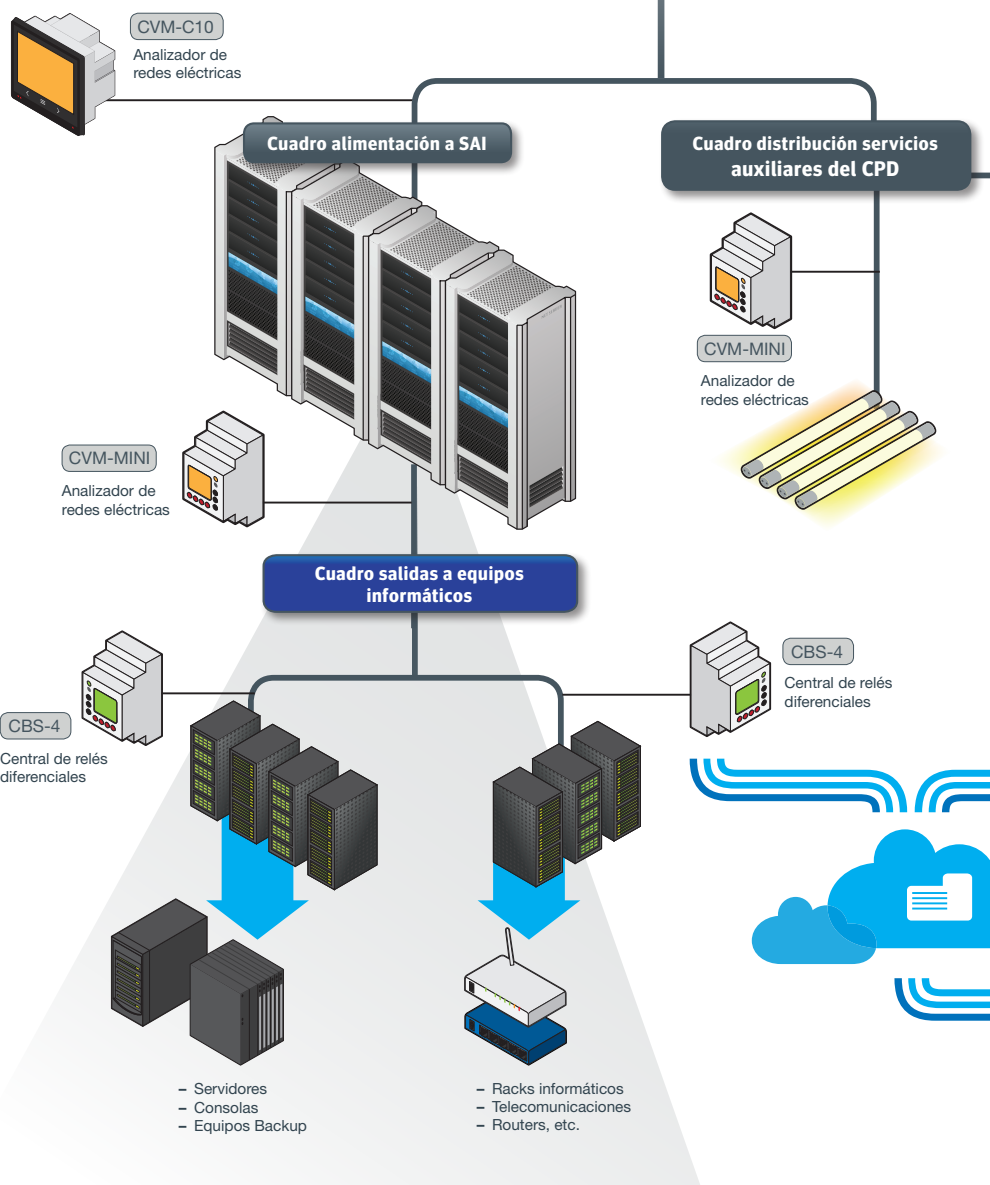 CVM-C10
Analizador de
redes eléctricas
Cuadro alimentación a SAI
Cuadro distribución servicios
auxiliares del CPD
CVM-MINI
Analizador de
redes eléctricas
CVM-MINI
Analizador de
redes eléctricas
Cuadro salidas a equipos
informáticos
CBS-4
Central de relés
diferenciales
CBS-4
Central de relés
diferenciales
– Servidores
– Consolas
– Equipos Backup
– Racks informáticos
– Telecomunicaciones
– Routers, etc.